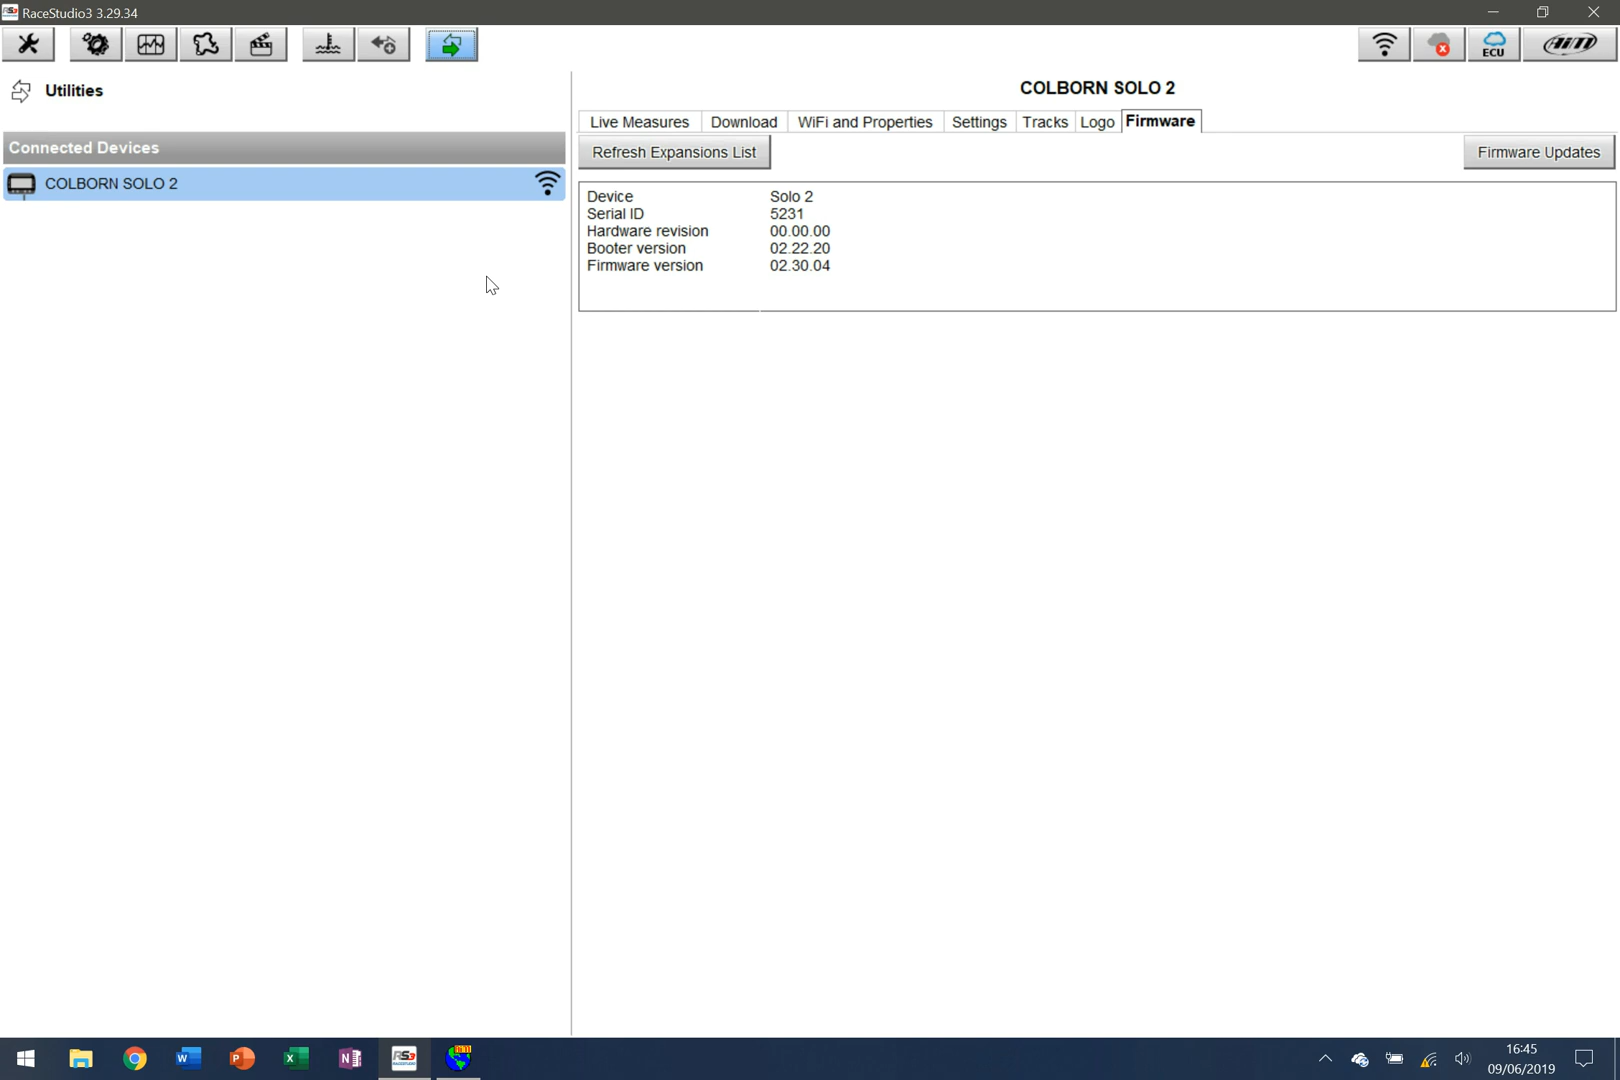 RS3 RaceStudio3 3.29.34
ECU
AiM
Utilities
COLBORN SOLO 2
Live Measures Download WiFi and Properties Settings Tracks Logo Firmware
Connected Devices
Refresh Expansions List Firmware Updates
COLBORN SOLO 2
Device Solo 2
Serial ID 5231
Hardware revision 00.00.00
Booter version 02.22.20
Firmware version 02.30.04
16:45
09/06/2019